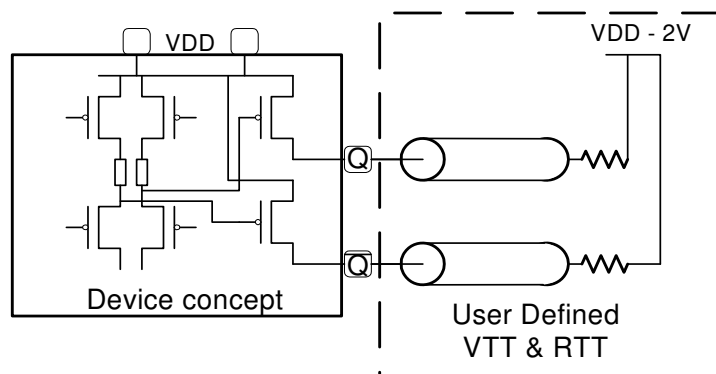 VDD
VDD - 2V
Q
Q̅
Device concept
User Defined
VTT & RTT